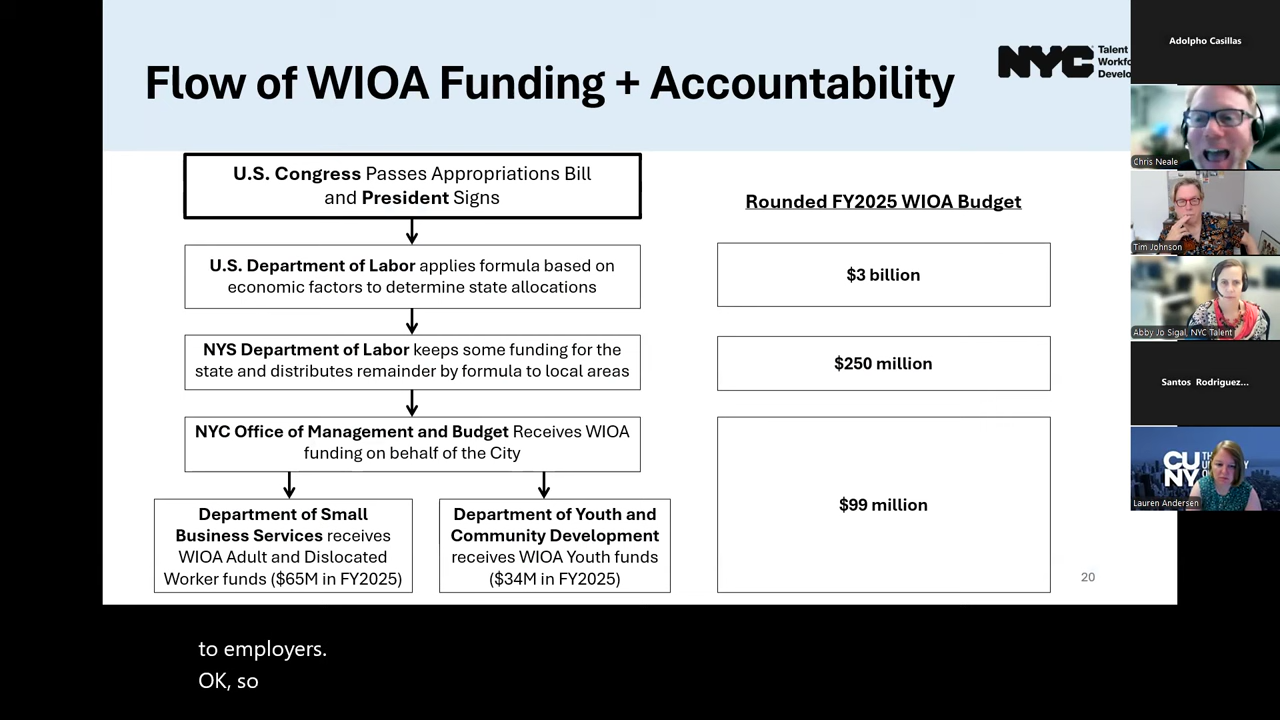 Flow of WIOA Funding + Accountability
NYC
Talent
Workfo
Develo
U.S. Congress Passes Appropriations Bill
and President Signs
Rounded FY2025 WIOA Budget
U.S. Department of Labor applies formula based on
economic factors to determine state allocations
$3 billion
NYS Department of Labor keeps some funding for the
state and distributes remainder by formula to local areas
$250 million
NYC Office of Management and Budget Receives WIOA
funding on behalf of the City
$99 million
Department of Small
Business Services receives
WIOA Adult and Dislocated
Worker funds ($65M in FY2025)
Department of Youth and
Community Development
receives WIOA Youth funds
($34M in FY2025)
20
Adolpho Casillas
Chris Neale
Tim Johnson
Abby Jo Sigal, NYC Talent
Santos Rodriguez...
CU
NY
Lauren Andersen
to employers.
OK, so